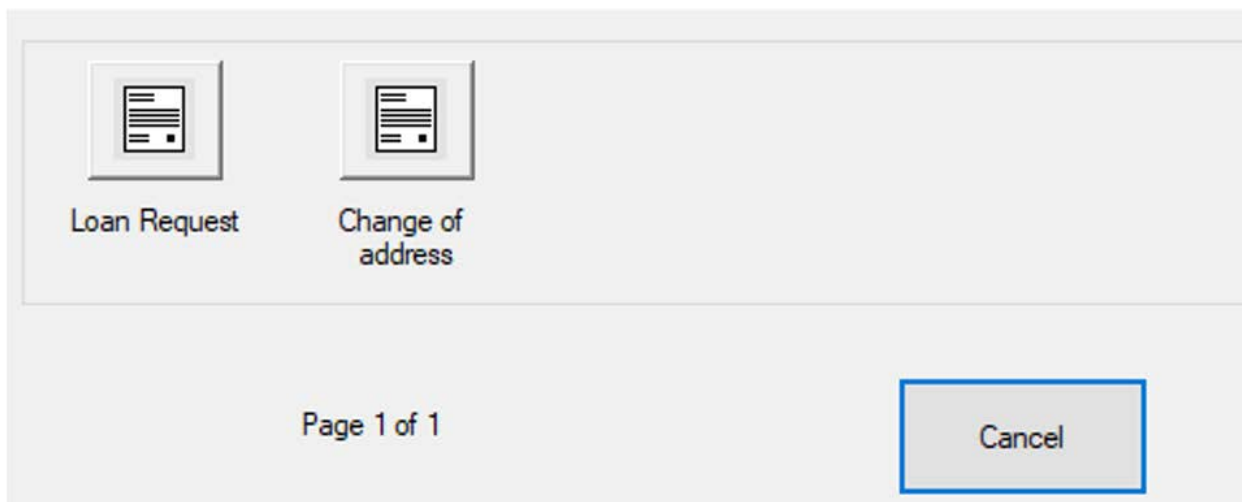 Loan Request
Change of
address
Page 1 of 1
Cancel